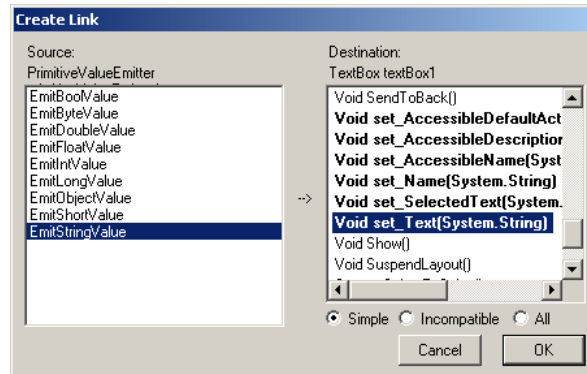 Create Link
Source:
PrimitiveValueEmitter
EmitBoolValue
EmitByteValue
EmitDoubleValue
EmitFloatValue
EmitIntValue
EmitLongValue
EmitObjectValue
EmitShortValue
EmitStringValue
-->
Destination:
TextBox textBox1
Void SendToBack()
Void set_AccessibleDefaultAct
Void set_AccessibleDescription
Void set_AccessibleName(Syst
Void set_Name(System.String)
Void set_SelectedText(System.
Void set_Text(System.String)
Void Show()
Void SuspendLayout()
Simple Incompatible All
Cancel OK